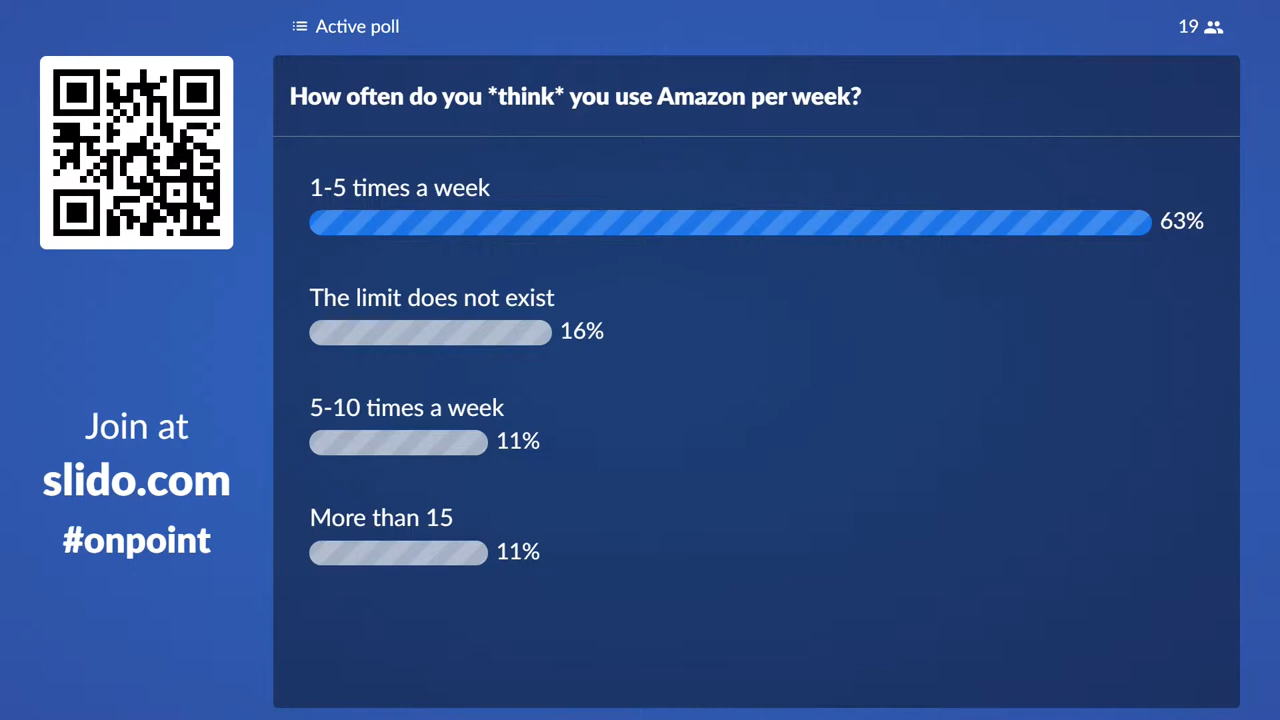 Active poll
19
How often do you *think* you use Amazon per week?
1-5 times a week
63%
The limit does not exist
16%
5-10 times a week
11%
More than 15
11%
Join at
slido.com
#onpoint